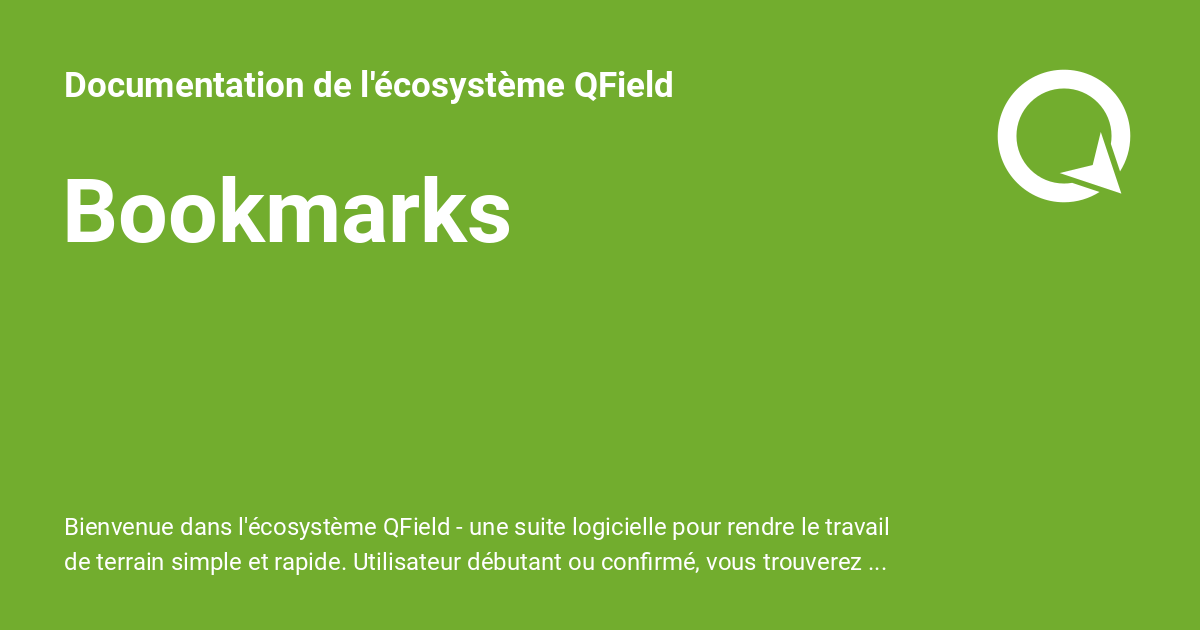 Documentation de l'écosystème QField
Bookmarks
Bienvenue dans l'écosystème QField - une suite logicielle pour rendre le travail
de terrain simple et rapide. Utilisateur débutant ou confirmé, vous trouverez ...